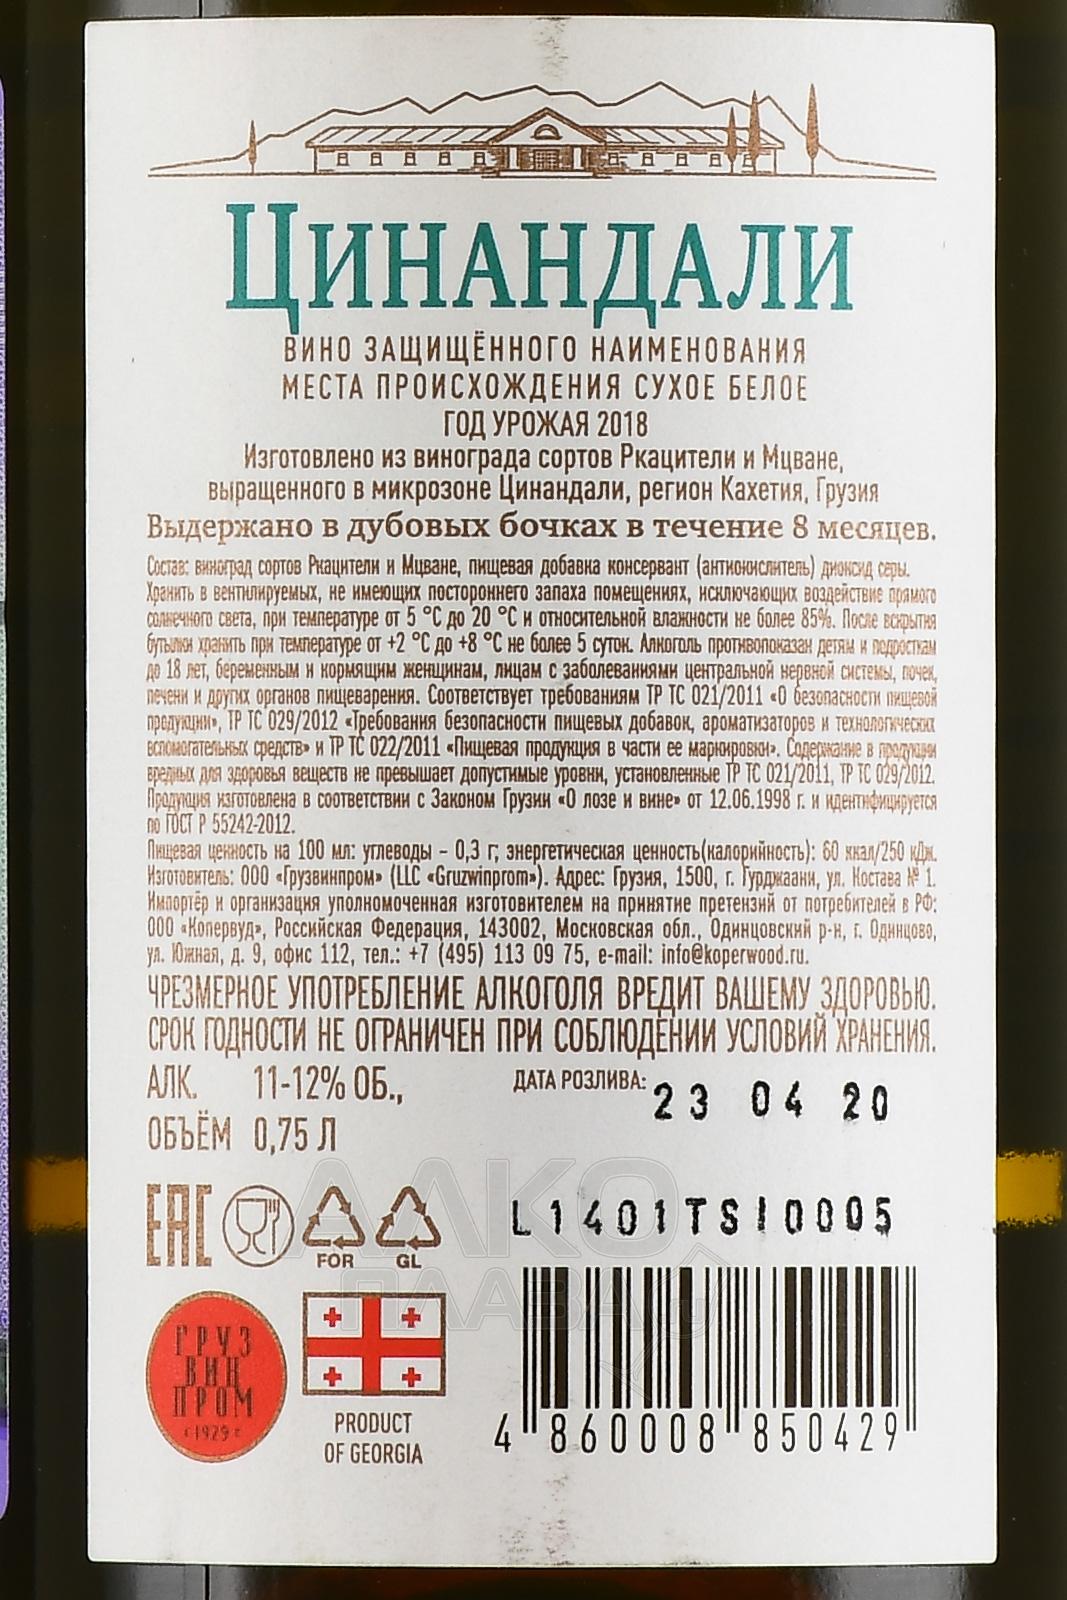 Цинандали
ВИНО ЗАЩИЩЁННОГО НАИМЕНОВАНИЯ
МЕСТА ПРОИСХОЖДЕНИЯ СУХОЕ БЕЛОЕ
ГОД УРОЖАЯ 2018
Изготовлено из винограда сортов Ркацители и Мцване,
выращенного в микрозоне Цинандали, регион Кахетия, Грузия
Выдержано в дубовых бочках в течение 8 месяцев.
Состав: виноград сортов Ркацители и Мцване, пищевая добавка консервант (антиокислитель) диоксид серы.
Хранить в вентилируемых, не имеющих постороннего запаха помещениях, исключающих воздействие прямого
солнечного света, при температуре от 5 °С до 20 °С и относительной влажности не более 85%. После вскрытия
бутылки хранить при температуре от +2 °С до +8 °С не более 5 суток. Алкоголь противопоказан детям и подросткам
до 18 лет, беременным и кормящим женщинам, лицам с заболеваниями центральной нервной системы, почек,
печени и других органов пищеварения. Соответствует требованиям ТР ТС 021/2011 «О безопасности пищевой
продукции», ТР ТС 029/2012 «Требования безопасности пищевых добавок, ароматизаторов и технологических
вспомогательных средств» и ТР ТС 022/2011 «Пищевая продукция в части ее маркировки». Содержание в продукции
вредных для здоровья веществ не превышает допустимые уровни, установленные ТР ТС 021/2011, ТР ТС 029/2012.
Продукция изготовлена в соответствии с Законом Грузии «О лозе и вине» от 12.06.1998 г. и идентифицируется
по ГОСТ Р 55242-2012.
Пищевая ценность на 100 мл: углеводы – 0,3 г; энергетическая ценность(калорийность): 60 ккал/250 кДж.
Изготовитель: ООО «Грузвинпром» (LLC «Gruzwinprom»). Адрес: Грузия, 1500, г. Гурджаани, ул. Костава № 1.
Импортёр и организация уполномоченная изготовителем на принятие претензий от потребителей в РФ:
ООО «Копервуд», Российская Федерация, 143002, Московская обл., Одинцовский р-н, г. Одинцово,
ул. Южная, д. 9, офис 112, тел.: +7 (495) 113 09 75, e-mail: info@koperwood.ru.
ЧРЕЗМЕРНОЕ УПОТРЕБЛЕНИЕ АЛКОГОЛЯ ВРЕДИТ ВАШЕМУ ЗДОРОВЬЮ.
СРОК ГОДНОСТИ НЕ ОГРАНИЧЕН ПРИ СОБЛЮДЕНИИ УСЛОВИЙ ХРАНЕНИЯ.
АЛК. 11-12% ОБ.,
ОБЪЁМ 0,75 Л
ДАТА РОЗЛИВА: 23 04 20
L1401TSI0005
EAC
FOR GL
ГРУЗ
ВИН
ПРОМ
1929
PRODUCT
OF GEORGIA
4 860008 850429
АЛКО
ПЛАЗА